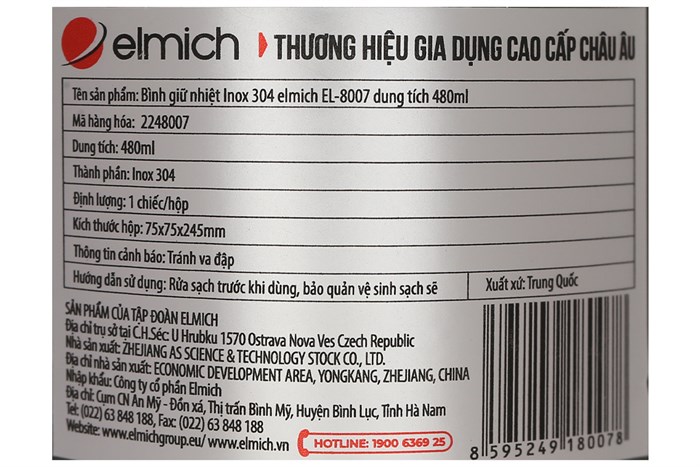 elmich THƯƠNG HIỆU GIA DỤNG CAO CẤP CHÂU ÂU
Tên sản phẩm: Bình giữ nhiệt Inox 304 elmich EL-8007 dung tích 480ml
Mã hàng hóa: 2248007
Dung tích: 480ml
Thành phần: Inox 304
Định lượng: 1 chiếc/hộp
Kích thước hộp: 75x75x245mm
Thông tin cảnh báo: Tránh va đập
Hướng dẫn sử dụng: Rửa sạch trước khi dùng, bảo quản vệ sinh sạch sẽ
Xuất xứ: Trung Quốc
SẢN PHẨM CỦA TẬP ĐOÀN ELMICH
Địa chỉ trụ sở tại C.H.Séc: U Hrubku 1570 Ostrava Nova Ves Czech Republic
Nhà sản xuất: ZHEJIANG AS SCIENCE & TECHNOLOGY STOCK CO., LTD.
Địa chỉ nhà sản xuất: ECONOMIC DEVELOPMENT AREA, YONGKANG, ZHEJIANG, CHINA
Nhập khẩu: Công ty cổ phần Elmich
Địa chỉ: Cụm CN An Mỹ - Đồn xá, Thị trấn Bình Mỹ, Huyện Bình Lục, Tỉnh Hà Nam
Tel: (022) 63 848 188, Fax: (022) 63 848 188
Website: www.elmichgroup.eu/ www.elmich.vn
HOTLINE: 1900 6369 25
8 595249 180078